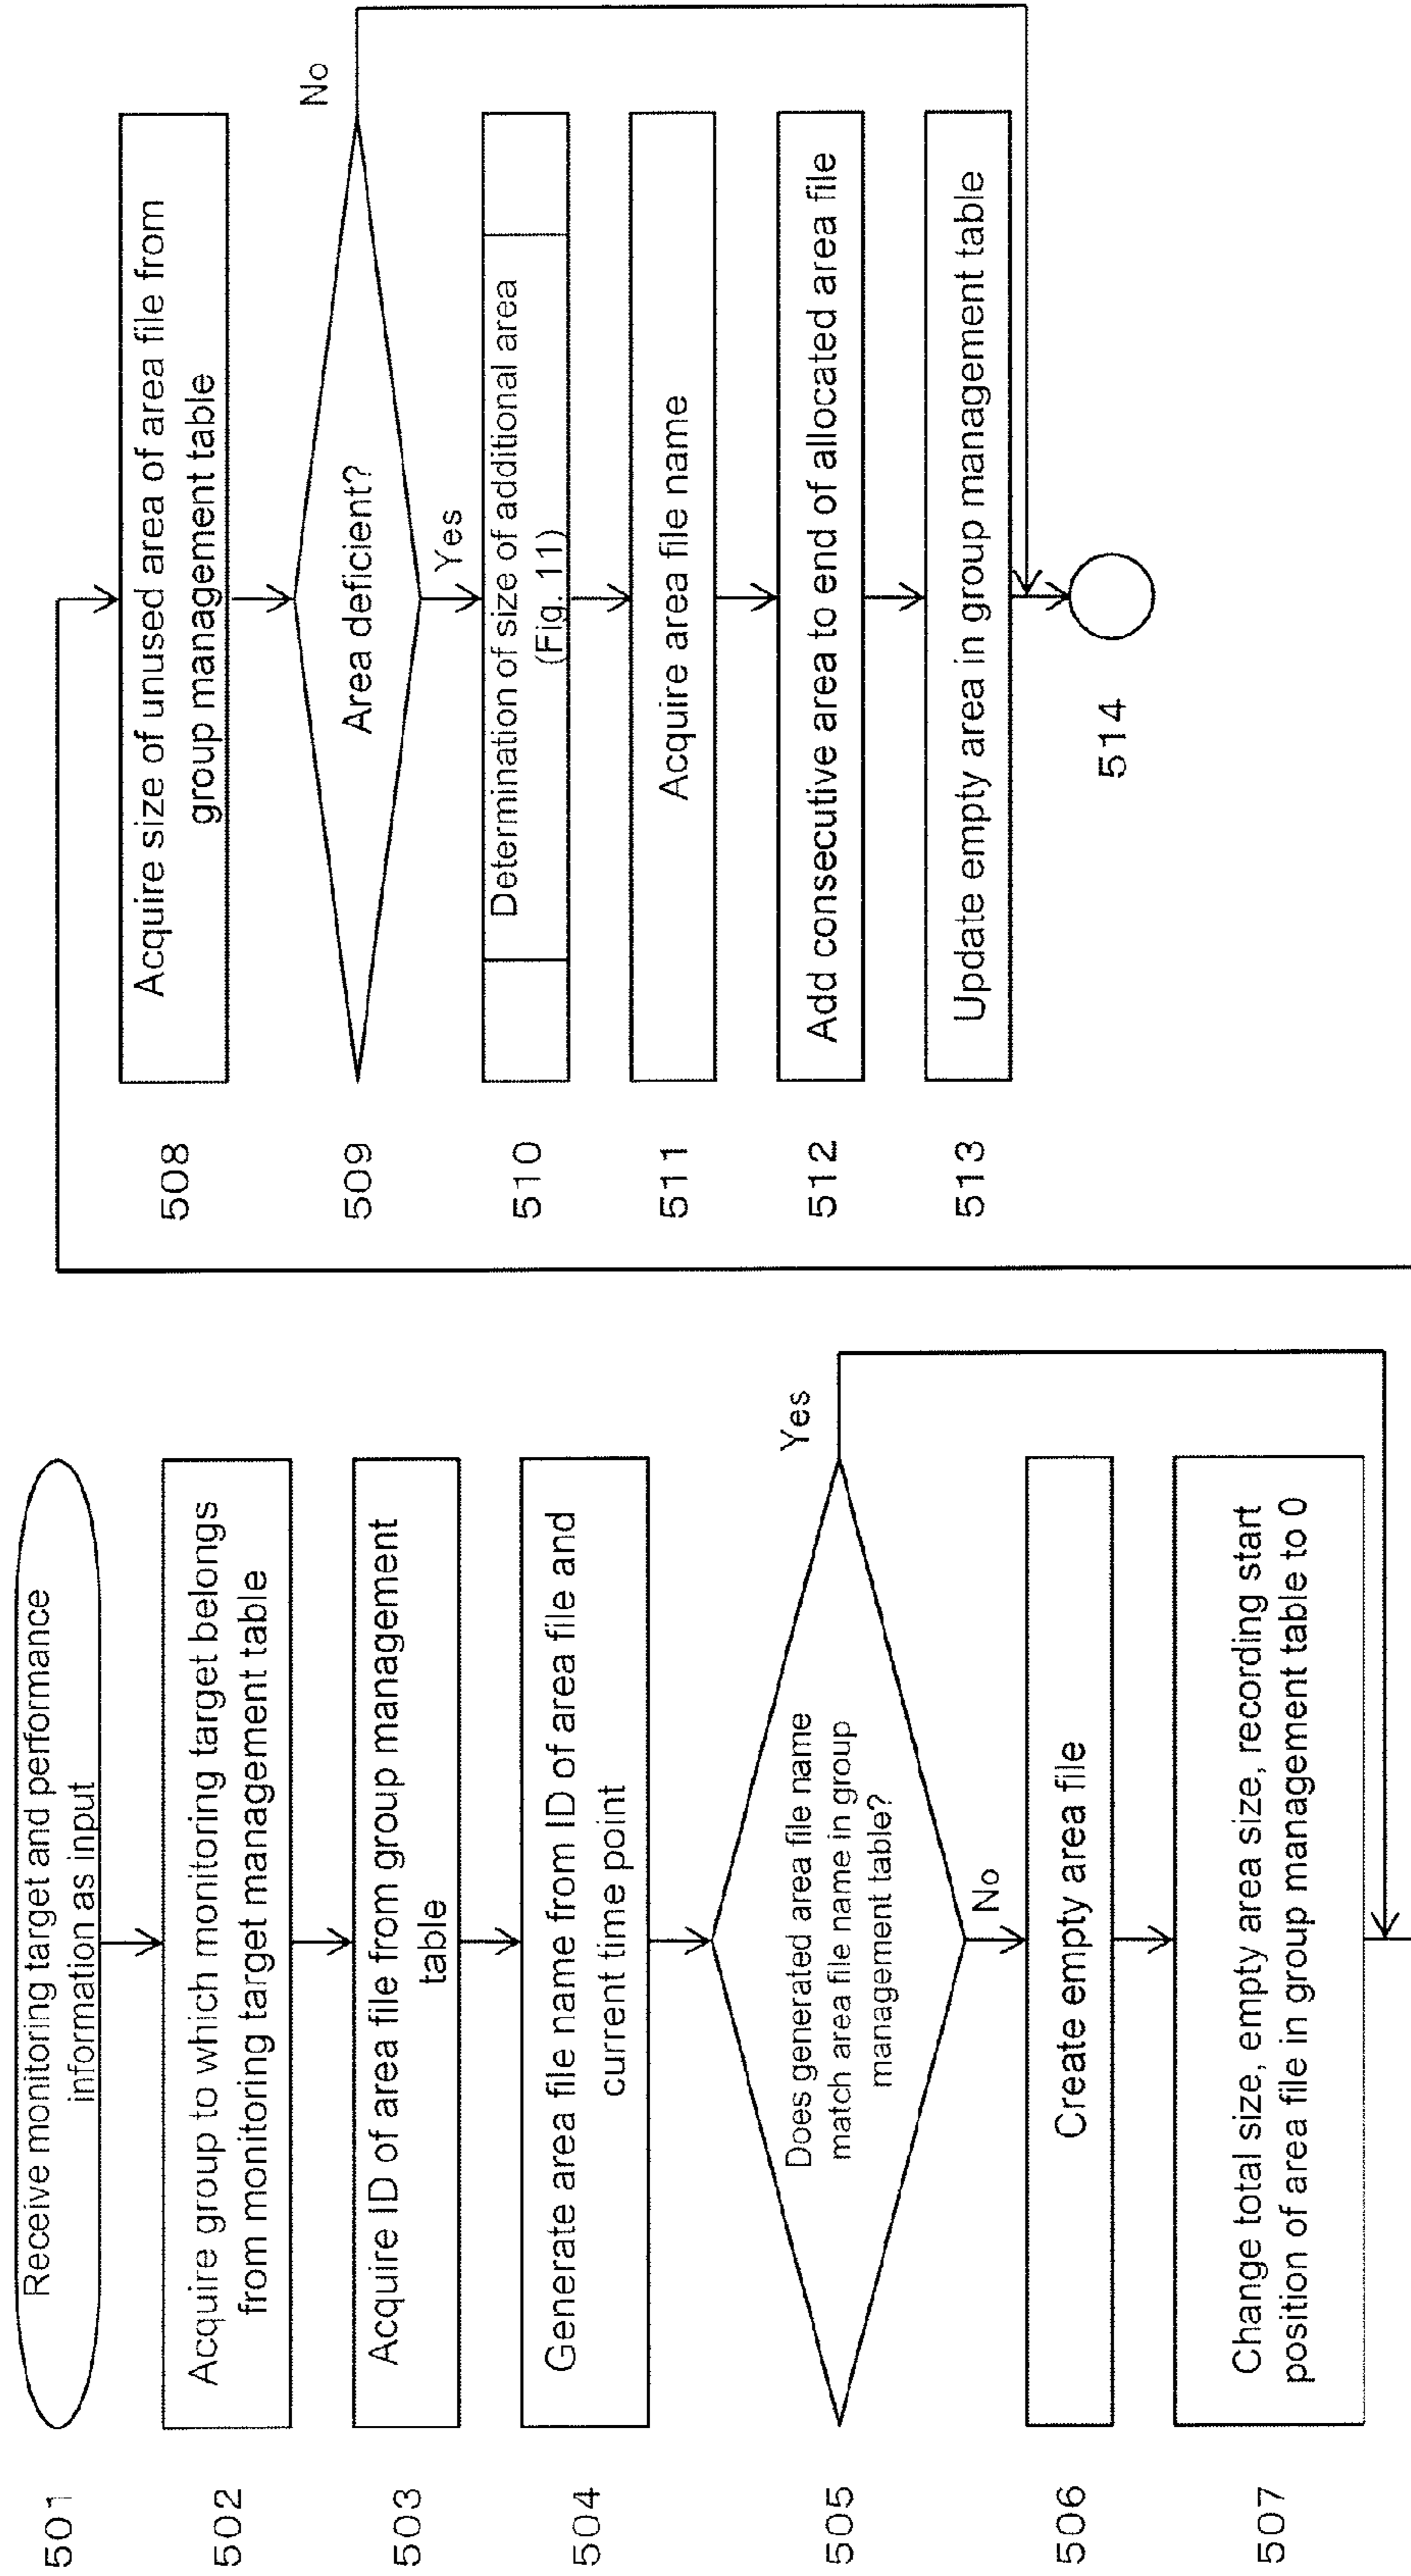 501
Receive monitoring target and performance
information as input
502
Acquire group to which monitoring target belongs
from monitoring target management table
503
Acquire ID of area file from group management
table
504
Generate area file name from ID of area file and
current time point
505
Does generated area file name
match area file name in group
management table?
Yes
No
506
Create empty area file
507
Change total size, empty area size, recording start
position of area file in group management table to 0
508
Acquire size of unused area of area file from
group management table
509
Area deficient?
No
Yes
510
Determination of size of additional area
(Fig. 11)
511
Acquire area file name
512
Add consecutive area to end of allocated area file
513
Update empty area in group management table
514